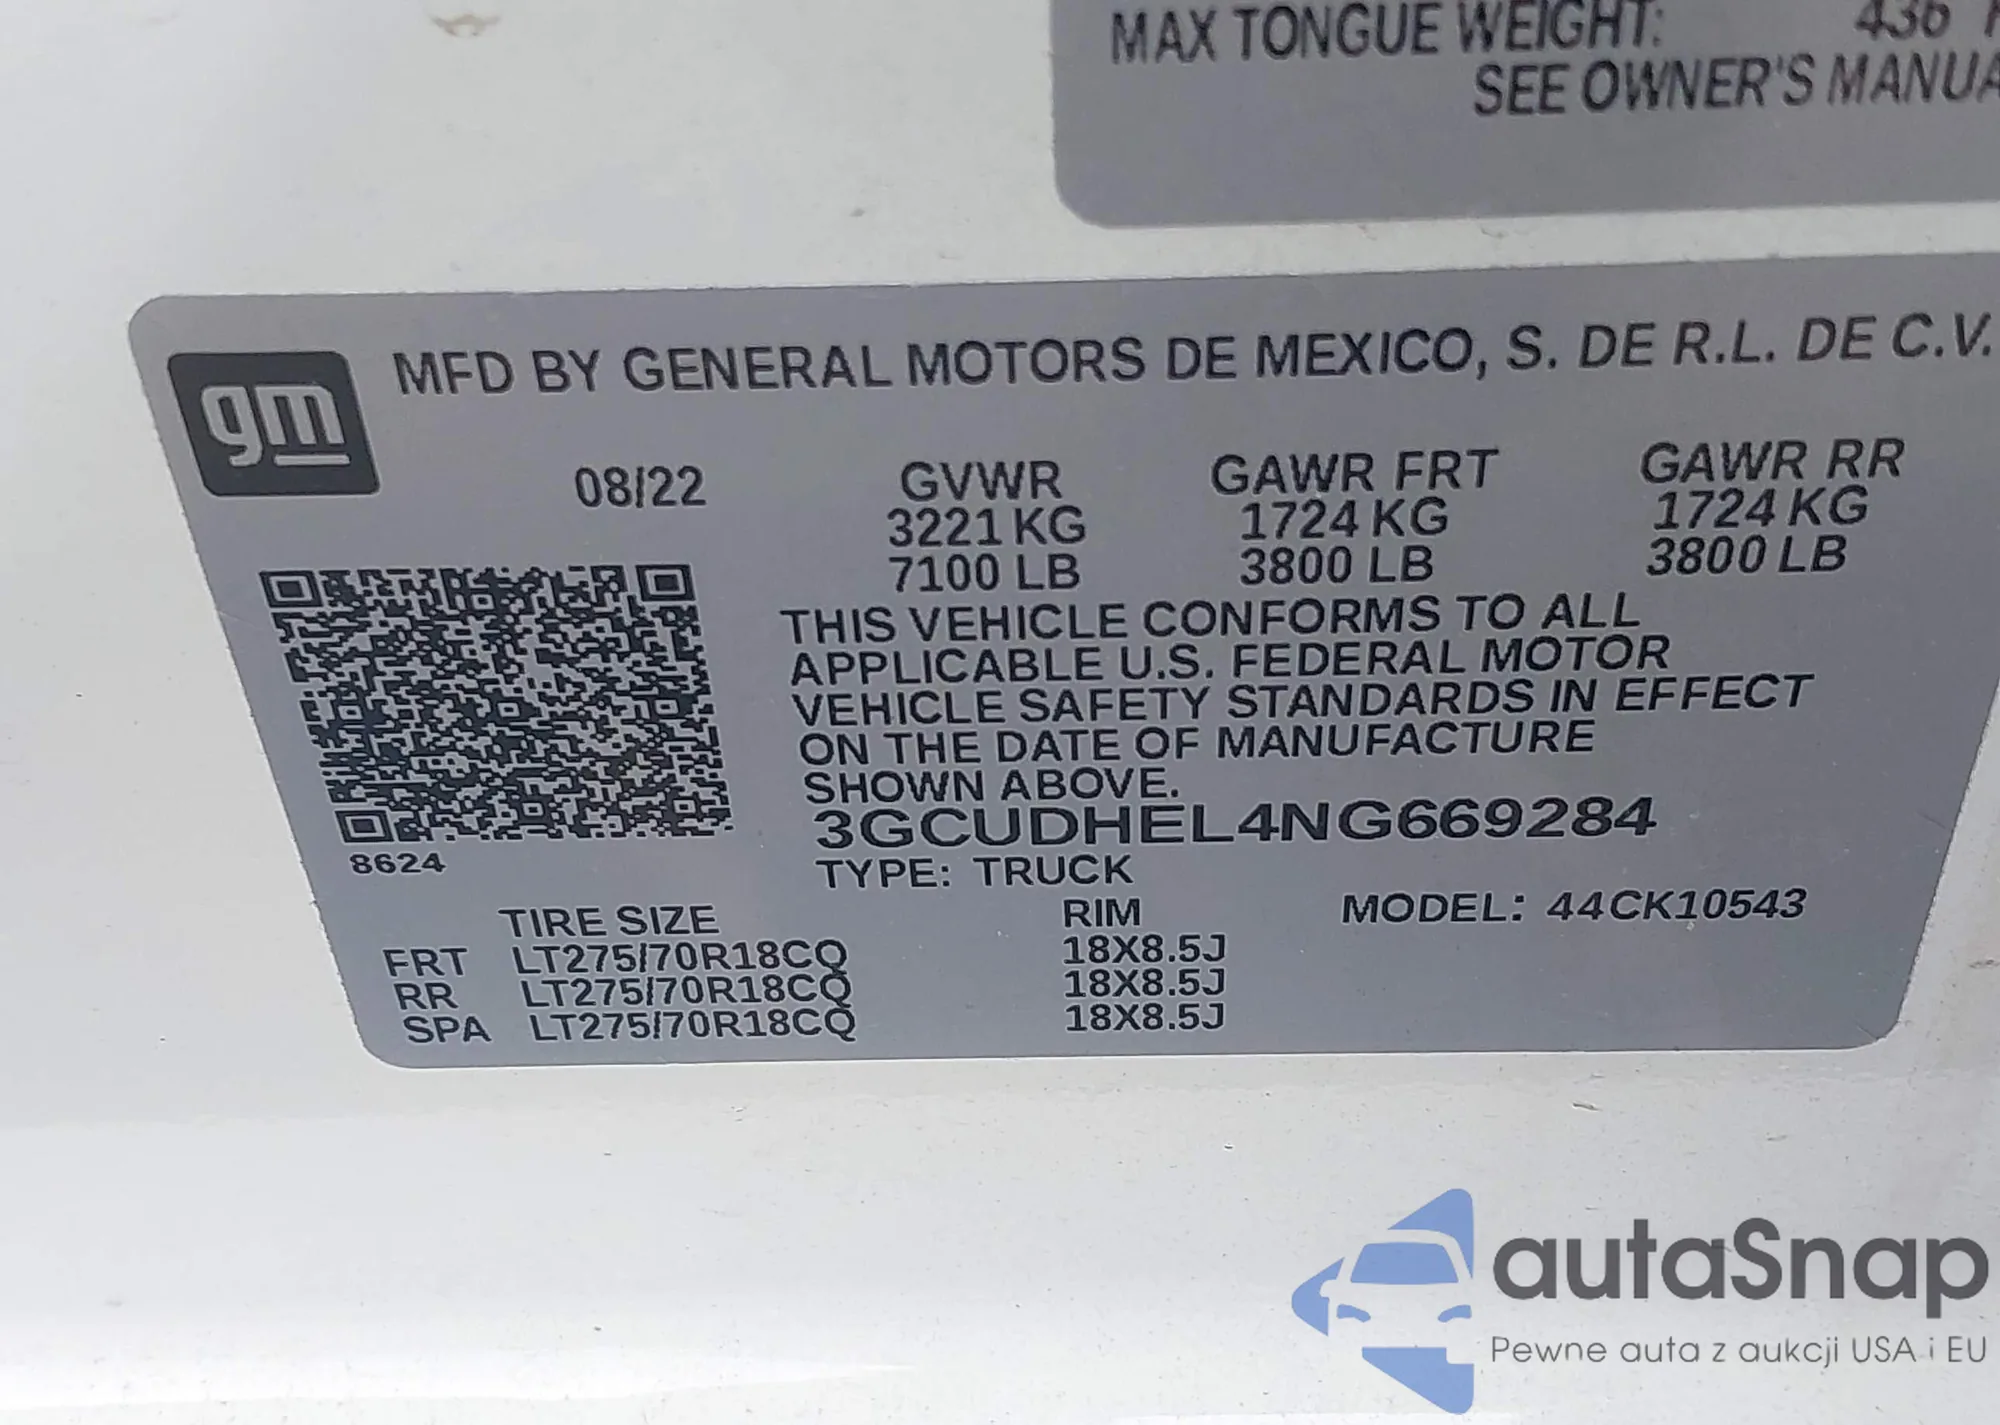 MAX TONGUE WEIGHT: 436
SEE OWNER'S MANUA
gm
MFD BY GENERAL MOTORS DE MEXICO, S. DE R.L. DE C.V.
08/22 GVWR GAWR FRT GAWR RR
3221 KG 1724 KG 1724 KG
7100 LB 3800 LB 3800 LB
THIS VEHICLE CONFORMS TO ALL
APPLICABLE U.S. FEDERAL MOTOR
VEHICLE SAFETY STANDARDS IN EFFECT
ON THE DATE OF MANUFACTURE
SHOWN ABOVE.
3GCUDHEL4NG669284
8624
TYPE: TRUCK
TIRE SIZE RIM MODEL: 44CK10543
FRT LT275/70R18CQ 18X8.5J
RR LT275/70R18CQ 18X8.5J
SPA LT275/70R18CQ 18X8.5J
autaSnap
Pewne auta z aukcji USA i EU